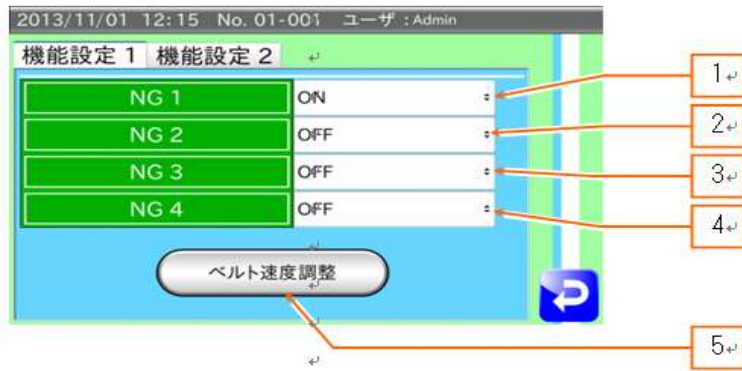 2013/11/01 12:15 No. 01-001 ユーザ : Admin
機能設定 1 機能設定 2
NG 1 ON
NG 2 OFF
NG 3 OFF
NG 4 OFF
ベルト速度調整
1
2
3
4
5